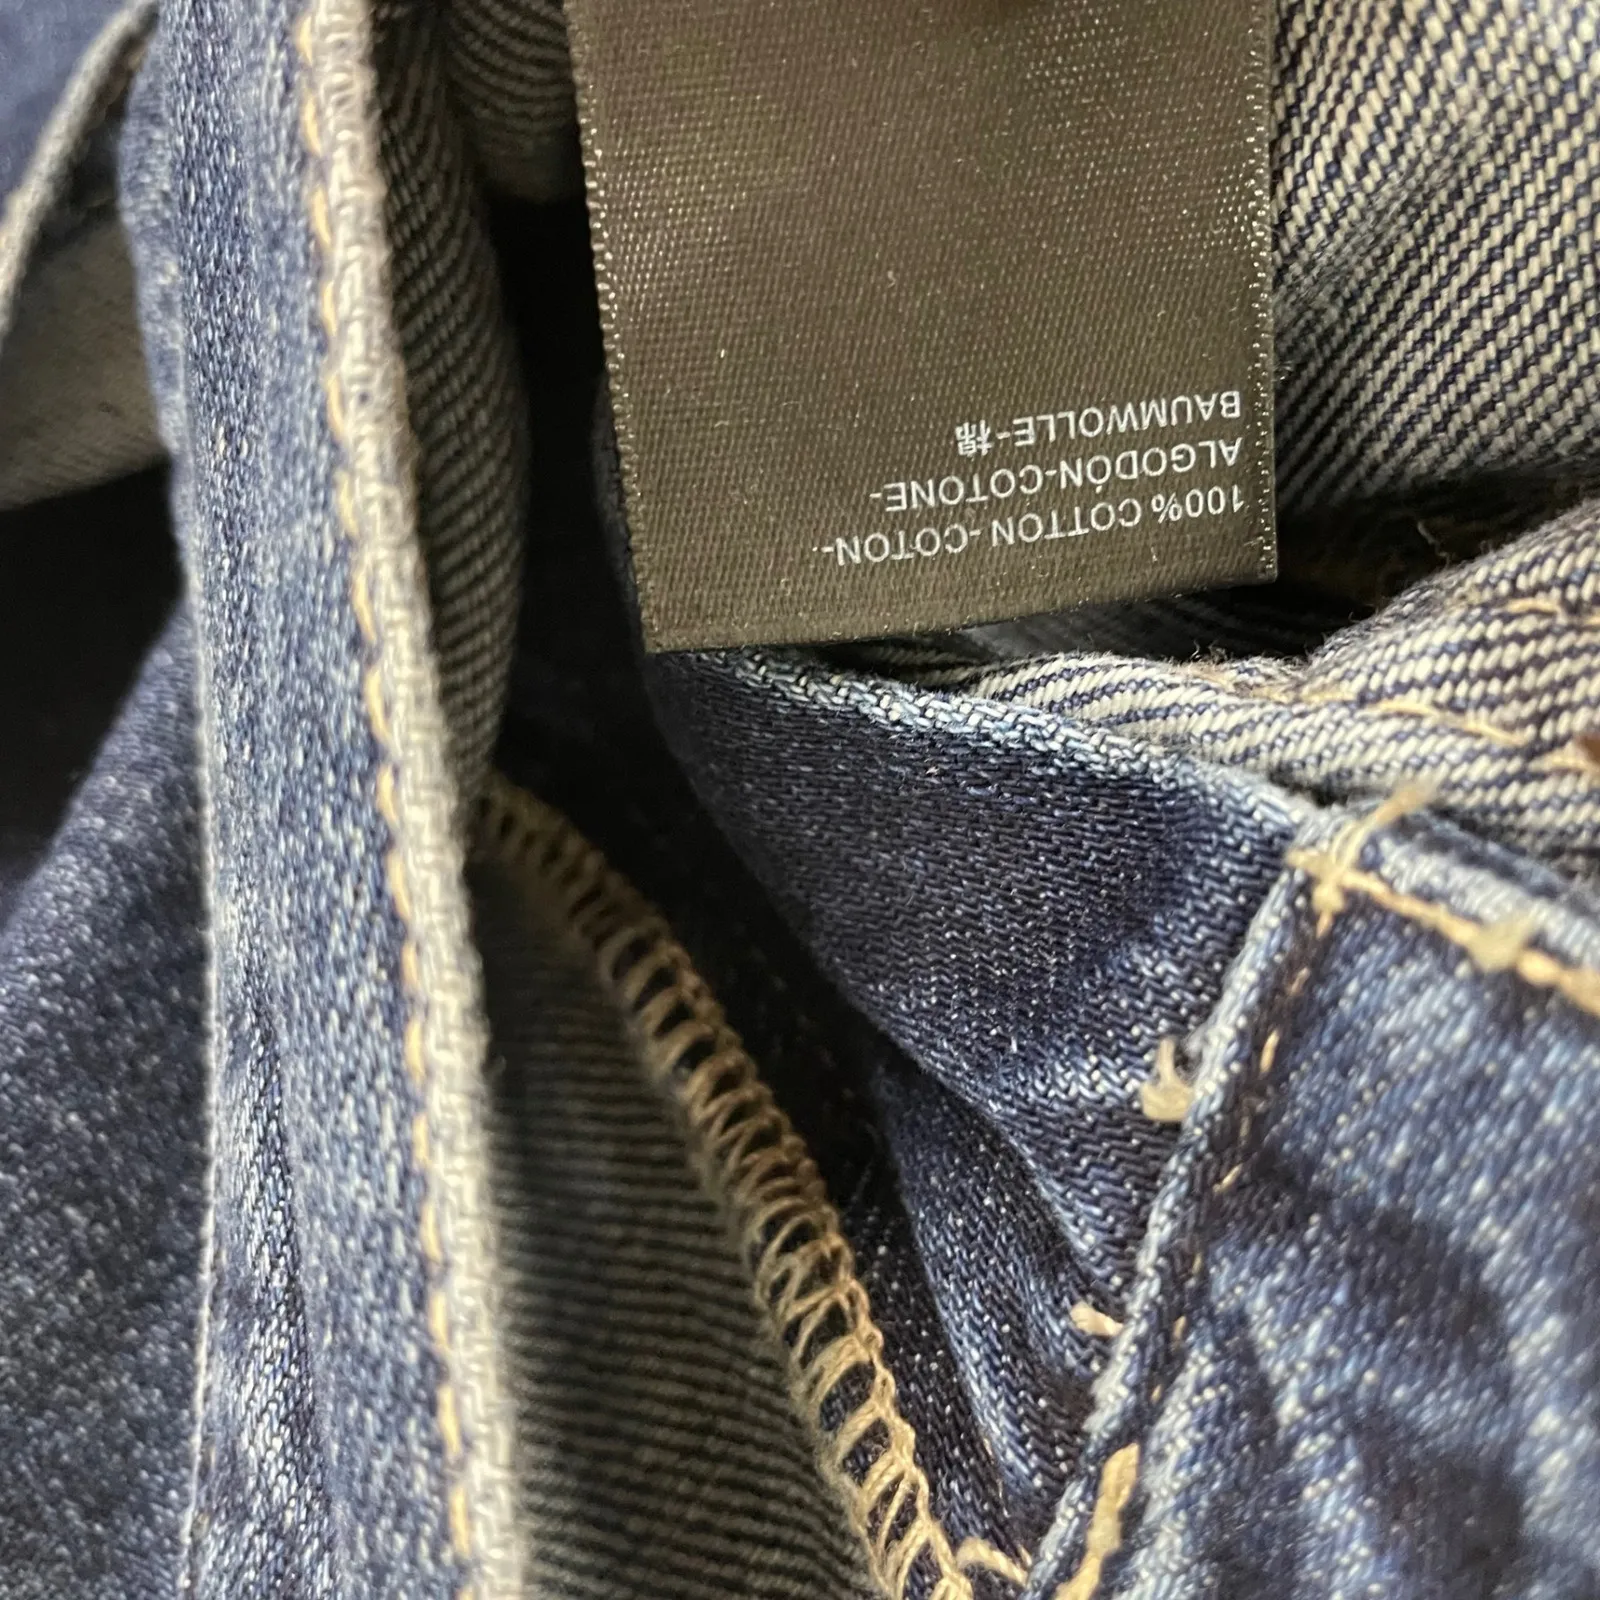 100% COTTON-COTON-
ALGODÓN-COTONE-
BAUMWOLLE-棉